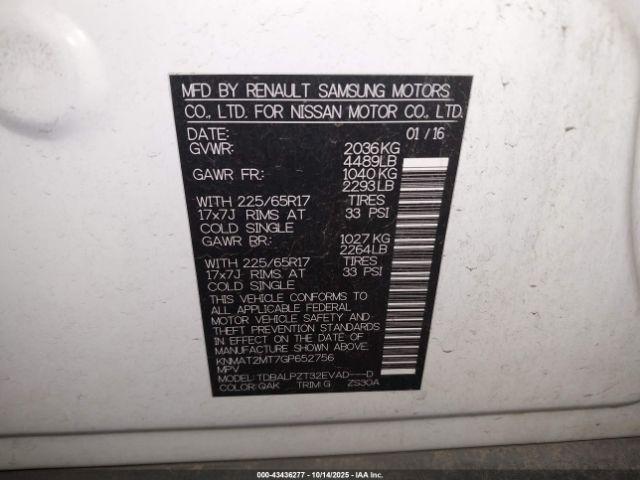 MFD BY RENAULT SAMSUNG MOTORS
CO., LTD. FOR NISSAN MOTOR CO., LTD.
DATE: 01 / 16
GVWR: 2036KG
4489LB
GAWR FR: 1040 KG
2293LB
WITH 225/65R17 TIRES
17x7J RIMS AT 33 PSI
COLD SINGLE
GAWR RR: 1027 KG
2264LB
WITH 225/65R17 TIRES
17x7J RIMS AT 33 PSI
COLD SINGLE
THIS VEHICLE CONFORMS TO
ALL APPLICABLE FEDERAL
MOTOR VEHICLE SAFETY AND
THEFT PREVENTION STANDARDS
IN EFFECT ON THE DATE OF
MANUFACTURE SHOWN ABOVE.
KNMAT2MT7GP652756
MPV
MODEL: TDBALPZT32EVAD---D
COLOR: QAK TRIM: G ZS30A
000-43436277 - 10/14/2025 - IAA Inc.